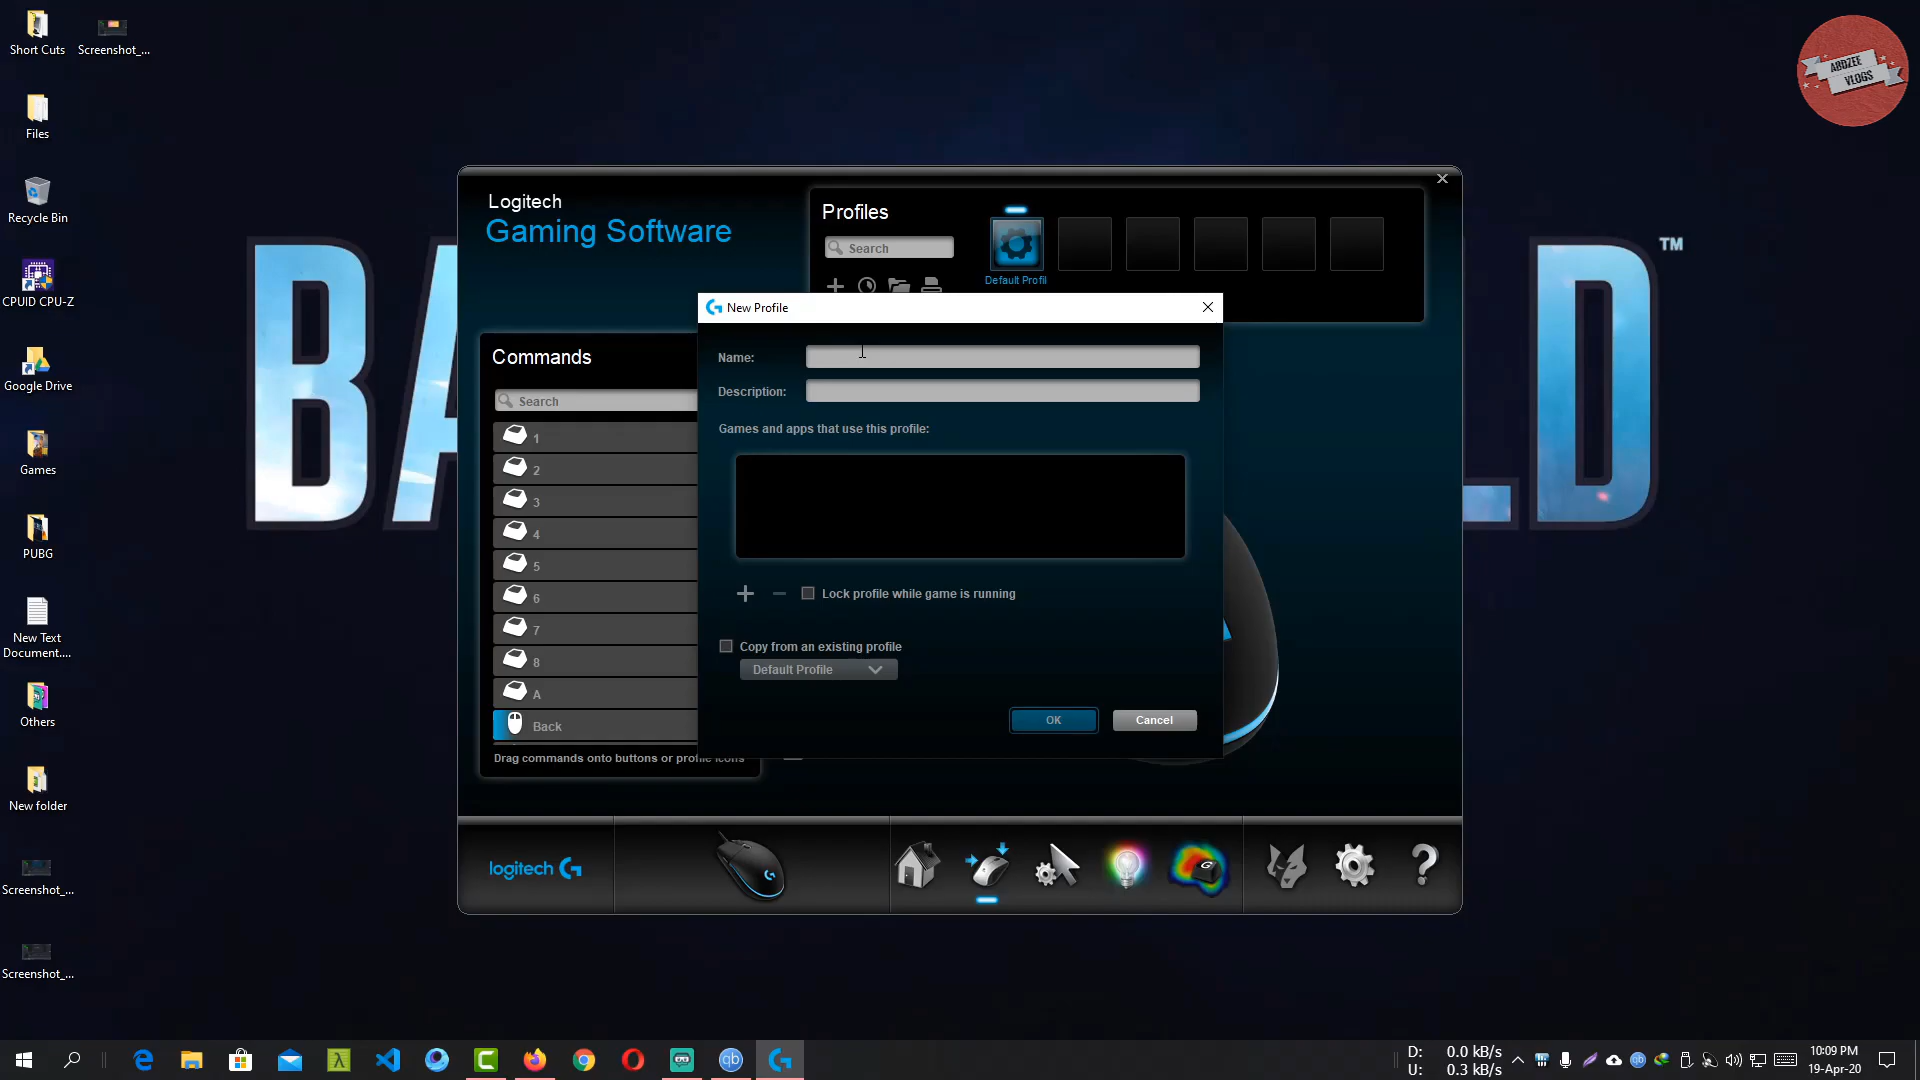 Short Cuts
Screenshot_...
Files
Recycle Bin
CPUID CPU-Z
Google Drive
Games
PUBG
New Text
Document....
Others
New folder
Screenshot_...
Screenshot_...
ABDZEE
VLOGS
BA
LD
TM
Logitech
Gaming Software
Profiles
Search
Default Profil
Commands
Search
1
2
3
4
5
6
7
8
A
Back
Drag commands onto buttons or profile icons
New Profile
Name:
Description:
Games and apps that use this profile:
Lock profile while game is running
Copy from an existing profile
Default Profile
OK
Cancel
logitech G
G
?
qb
D: 0.0 kB/s
U: 0.3 kB/s
10:09 PM
19-Apr-20